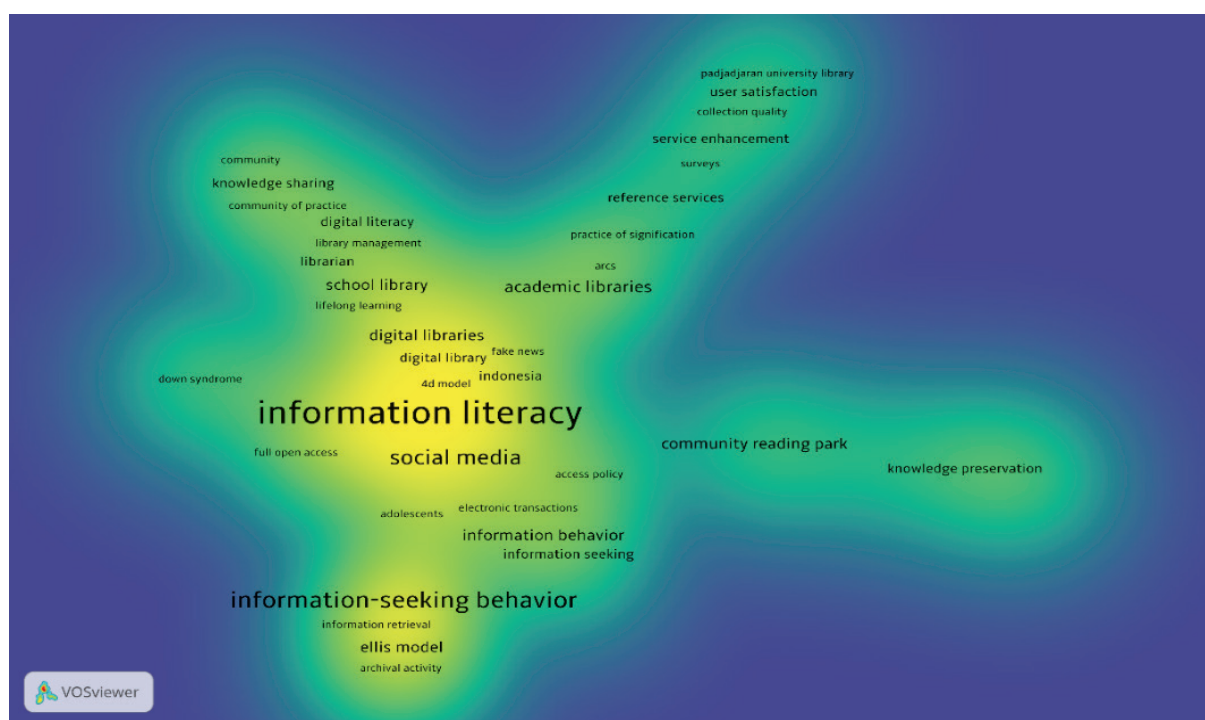 padjadjaran university library
user satisfaction
collection quality
service enhancement
surveys
community
knowledge sharing
reference services
community of practice
digital literacy
practice of signification
library management
librarian
arcs
school library
academic libraries
lifelong learning
digital libraries
fake news
digital library
indonesia
down syndrome
4d model
information literacy
community reading park
full open access
social media
knowledge preservation
access policy
electronic transactions
adolescents
information behavior
information seeking
information-seeking behavior
information retrieval
ellis model
archival activity
VOSviewer